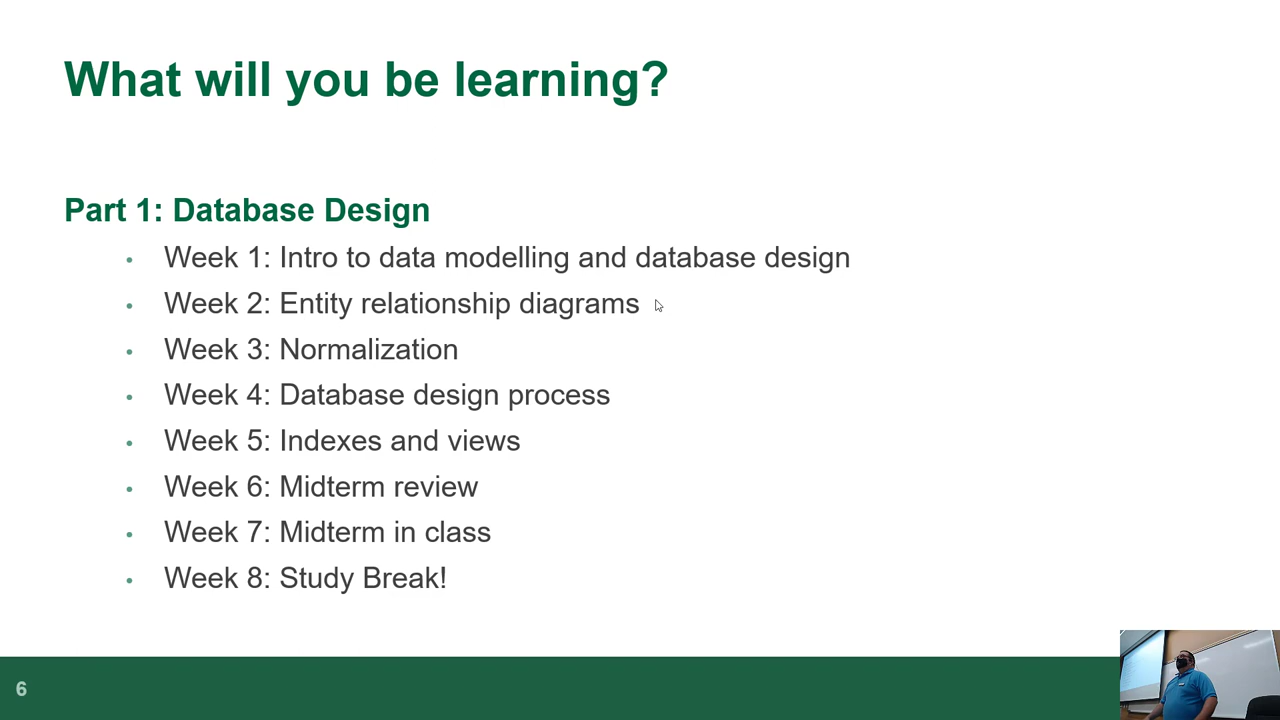 What will you be learning?
Part 1: Database Design
• Week 1: Intro to data modelling and database design
• Week 2: Entity relationship diagrams
• Week 3: Normalization
• Week 4: Database design process
• Week 5: Indexes and views
• Week 6: Midterm review
• Week 7: Midterm in class
• Week 8: Study Break!
6